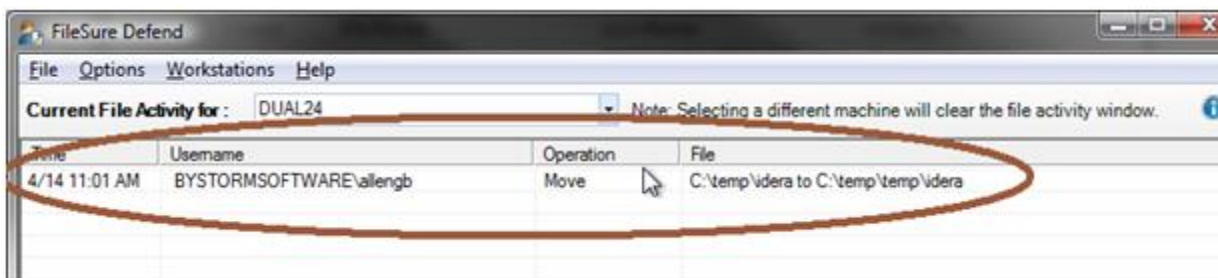 FileSure Defend
File Options Workstations Help
Current File Activity for : DUAL24 Note: Selecting a different machine will clear the file activity window.
Time Username Operation File
4/14 11:01 AM BYSTORMSOFTWARE\allengb Move C:\temp\idera to C:\temp\temp\idera